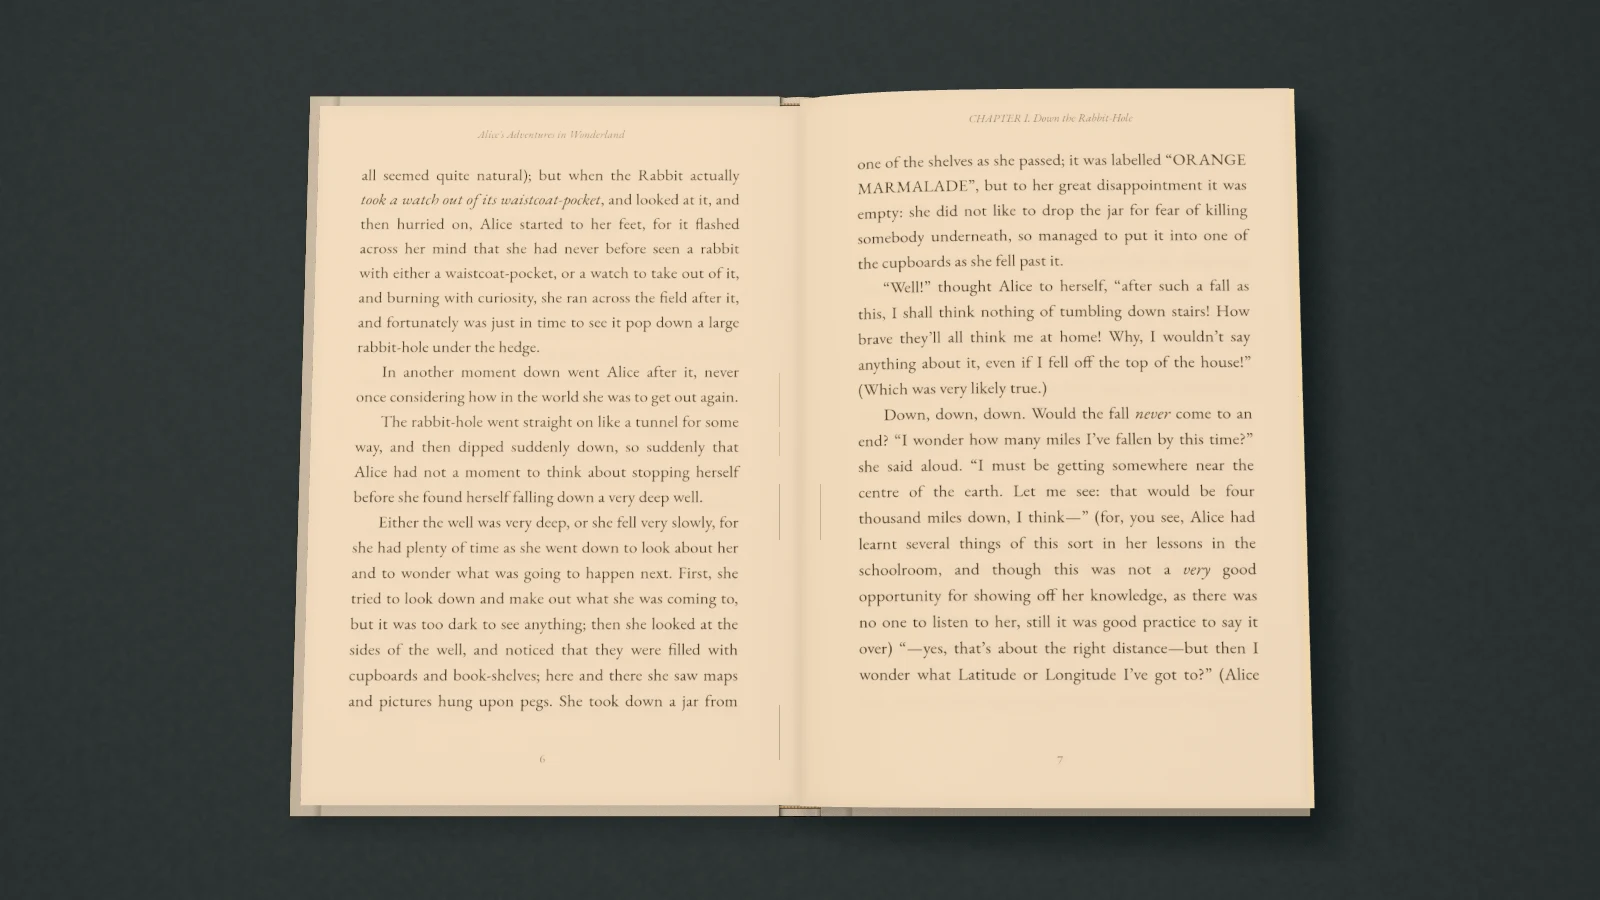 Alice's Adventures in Wonderland
all seemed quite natural); but when the Rabbit actually
took a watch out of its waistcoat-pocket, and looked at it, and
then hurried on, Alice started to her feet, for it flashed
across her mind that she had never before seen a rabbit
with either a waistcoat-pocket, or a watch to take out of it,
and burning with curiosity, she ran across the field after it,
and fortunately was just in time to see it pop down a large
rabbit-hole under the hedge.
In another moment down went Alice after it, never
once considering how in the world she was to get out again.
The rabbit-hole went straight on like a tunnel for some
way, and then dipped suddenly down, so suddenly that
Alice had not a moment to think about stopping herself
before she found herself falling down a very deep well.
Either the well was very deep, or she fell very slowly, for
she had plenty of time as she went down to look about her
and to wonder what was going to happen next. First, she
tried to look down and make out what she was coming to,
but it was too dark to see anything; then she looked at the
sides of the well, and noticed that they were filled with
cupboards and book-shelves; here and there she saw maps
and pictures hung upon pegs. She took down a jar from
6
CHAPTER I. Down the Rabbit-Hole
one of the shelves as she passed; it was labelled “ORANGE
MARMALADE”, but to her great disappointment it was
empty: she did not like to drop the jar for fear of killing
somebody underneath, so managed to put it into one of
the cupboards as she fell past it.
“Well!” thought Alice to herself, “after such a fall as
this, I shall think nothing of tumbling down stairs! How
brave they’ll all think me at home! Why, I wouldn’t say
anything about it, even if I fell off the top of the house!”
(Which was very likely true.)
Down, down, down. Would the fall never come to an
end? “I wonder how many miles I’ve fallen by this time?”
she said aloud. “I must be getting somewhere near the
centre of the earth. Let me see: that would be four
thousand miles down, I think—” (for, you see, Alice had
learnt several things of this sort in her lessons in the
schoolroom, and though this was not a very good
opportunity for showing off her knowledge, as there was
no one to listen to her, still it was good practice to say it
over) “—yes, that’s about the right distance—but then I
wonder what Latitude or Longitude I’ve got to?” (Alice
7